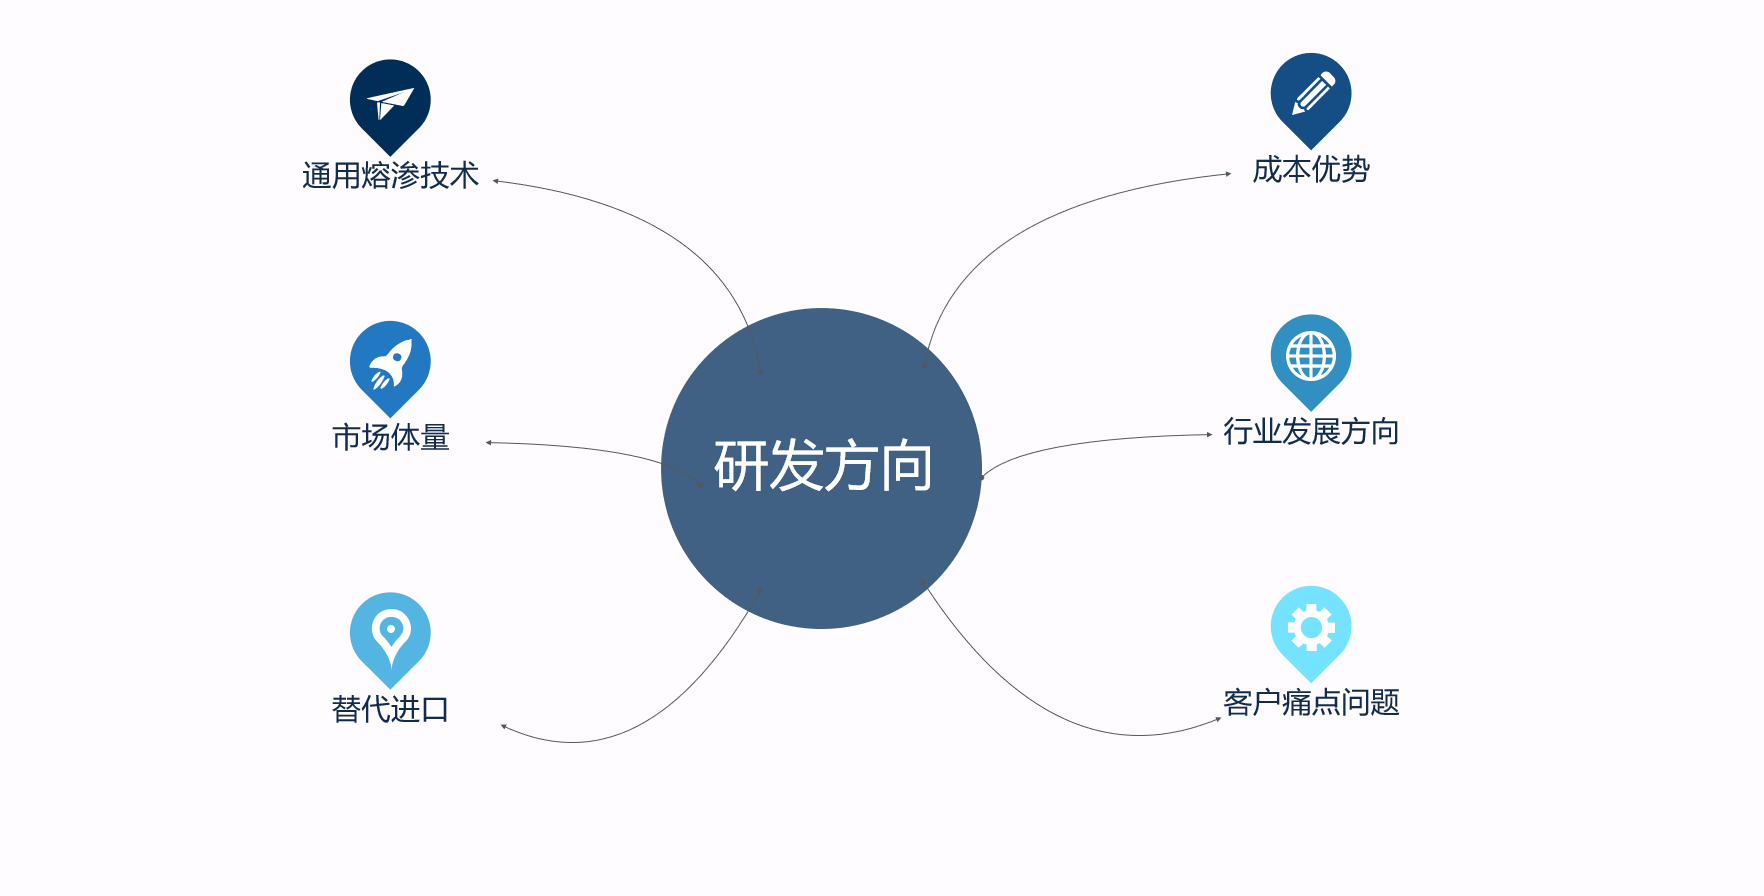 通用熔渗技术
成本优势
市场体量
研发方向
行业发展方向
替代进口
客户痛点问题